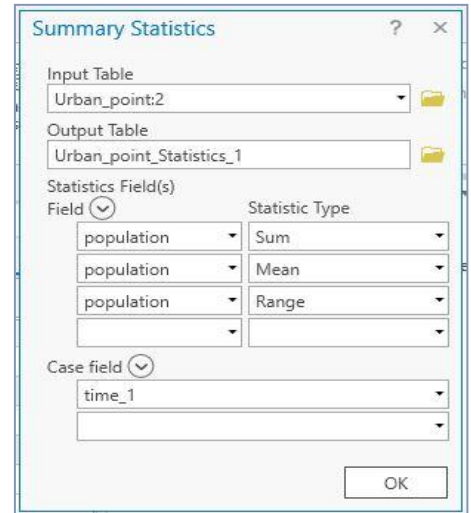 Summary Statistics ? ×
Input Table
Urban_point:2
Output Table
Urban_point_Statistics_1
Statistics Field(s)
Field Statistic Type
population Sum
population Mean
population Range
Case field
time_1
OK